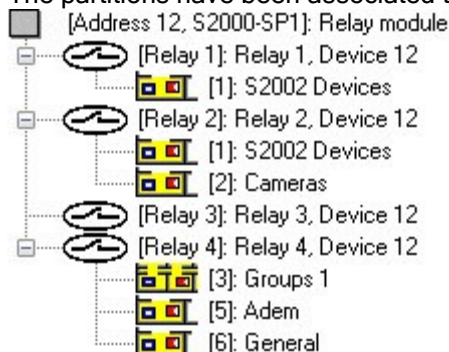 The partitions have been associated
[Address 12, S2000-SP1]: Relay module
[Relay 1]: Relay 1, Device 12
[1]: S2002 Devices
[Relay 2]: Relay 2, Device 12
[1]: S2002 Devices
[2]: Cameras
[Relay 3]: Relay 3, Device 12
[Relay 4]: Relay 4, Device 12
[3]: Groups 1
[5]: Adem
[6]: General